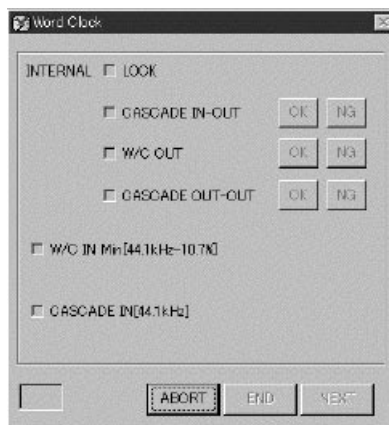 Word Clock
INTERNAL LOCK
CASCADE IN-OUT OK NG
W/C OUT OK NG
CASCADE OUT-OUT OK NG
W/C IN Min[44.1kHz-10.7%]
CASCADE IN[44.1kHz]
ABORT END NEXT